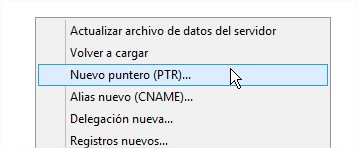 Actualizar archivo de datos del servidor
Volver a cargar
Nuevo puntero (PTR)...
Alias nuevo (CNAME)...
Delegación nueva...
Registros nuevos...